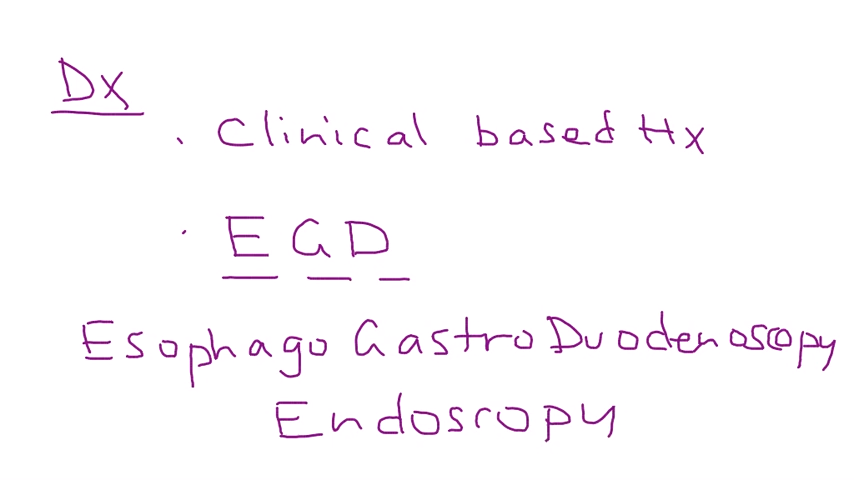 Dx
. Clinical based Hx
. EGD
Esophago Gastro Duodenoscopy
Endoscopy